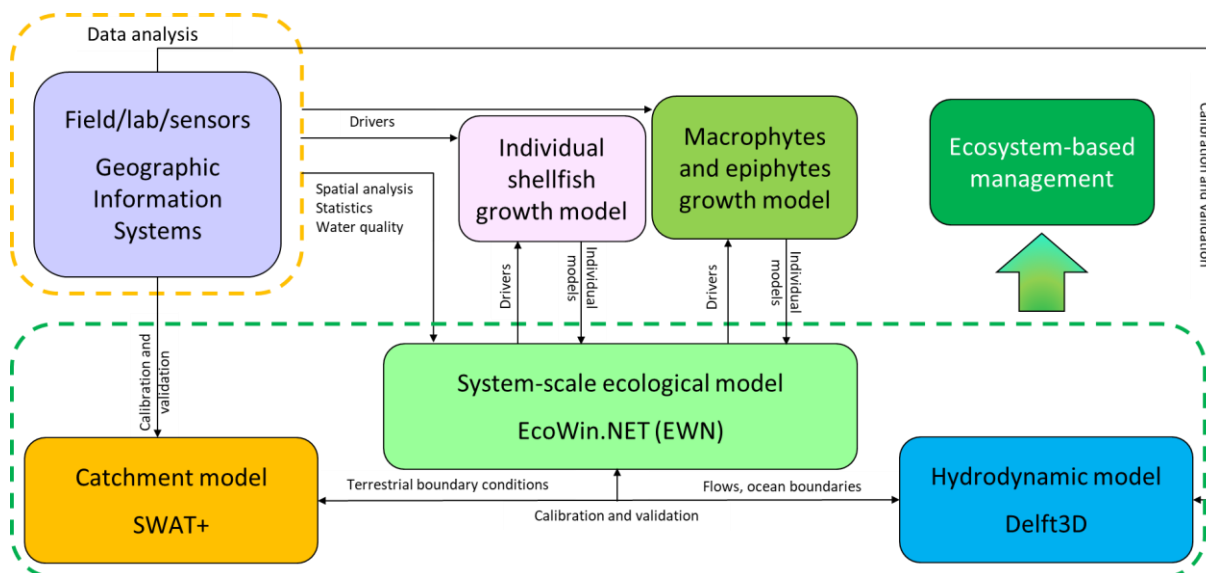 Data analysis
Field/lab/sensors
Geographic
Information
Systems
Drivers
Spatial analysis
Statistics
Water quality
Individual
shellfish
growth model
Macrophytes
and epiphytes
growth model
Ecosystem-based
management
Calibration and validation
Drivers
Individual
models
Drivers
Individual
models
Calibration and
validation
System-scale ecological model
EcoWin.NET (EWN)
Catchment model
SWAT+
Terrestrial boundary conditions
Flows, ocean boundaries
Calibration and validation
Hydrodynamic model
Delft3D